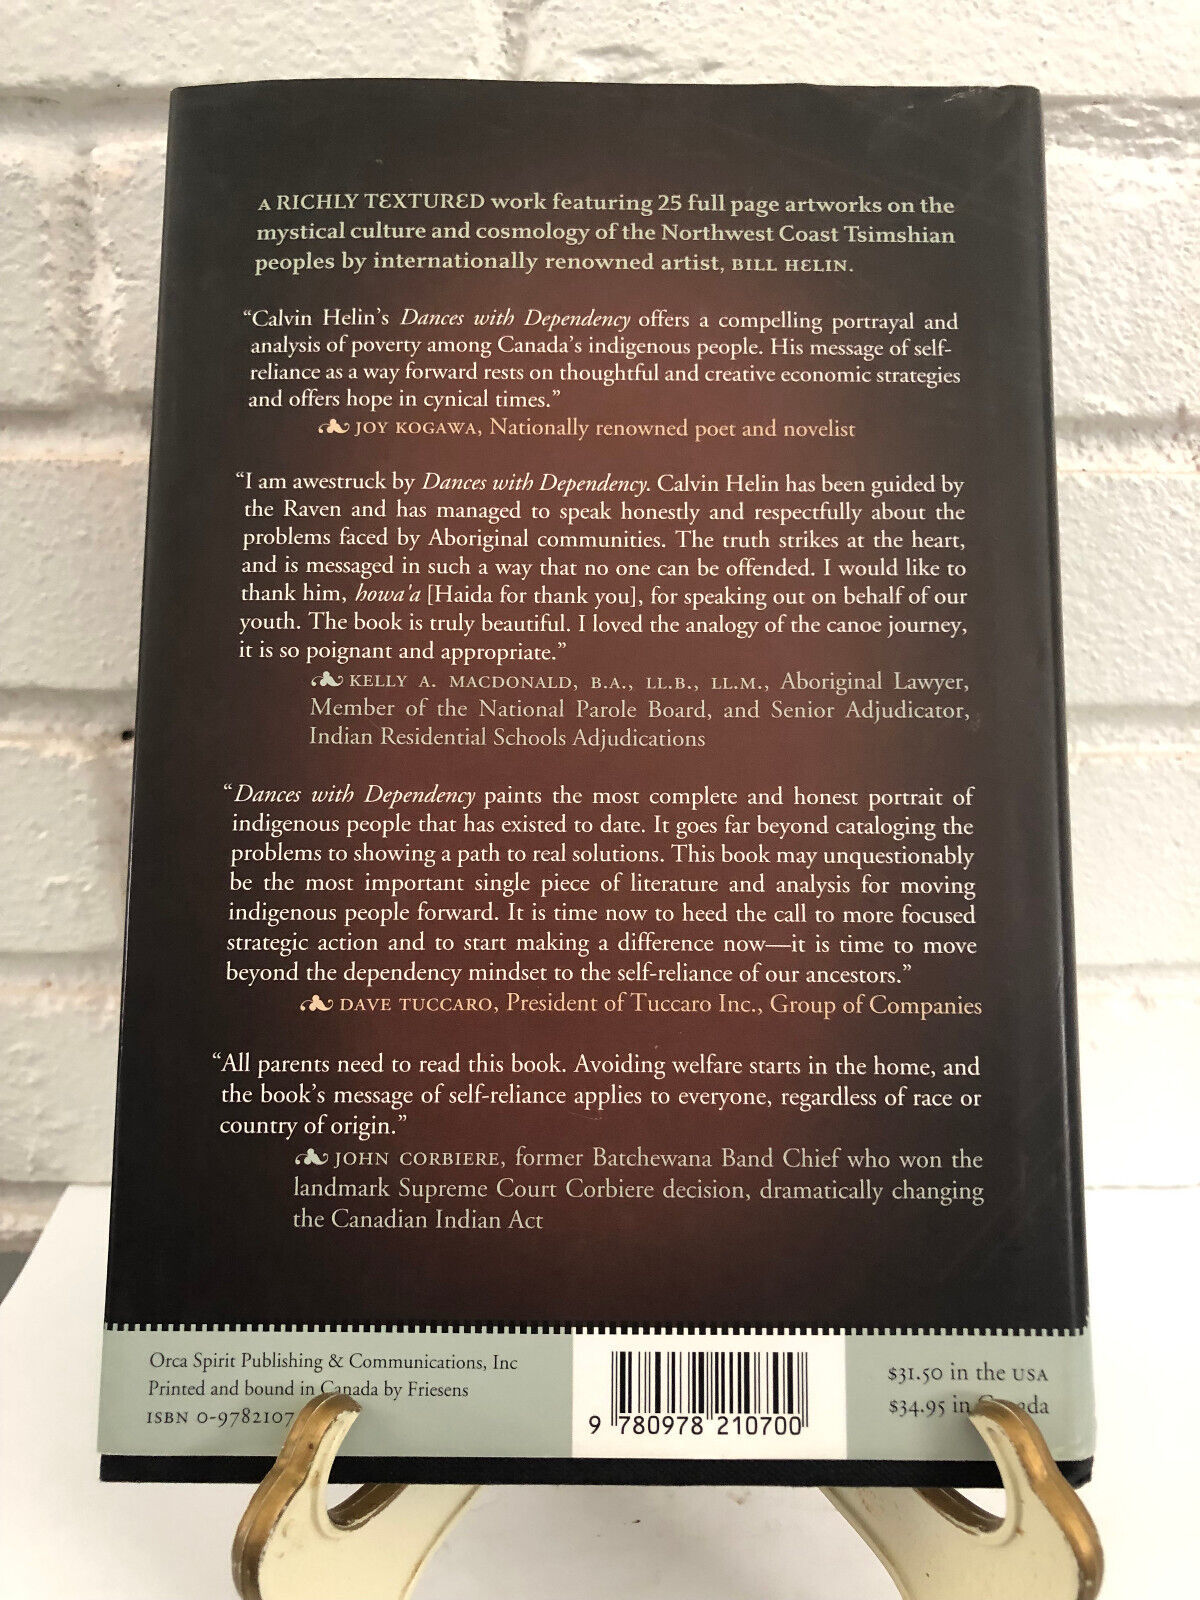 A RICHLY TEXTURED work featuring 25 full page artworks on the
mystical culture and cosmology of the Northwest Coast Tsimshian
peoples by internationally renowned artist, BILL HELIN.
“Calvin Helin’s Dances with Dependency offers a compelling portrayal and
analysis of poverty among Canada’s indigenous people. His message of self-
reliance as a way forward rests on thoughtful and creative economic strategies
and offers hope in cynical times.”
JOY KOGAWA, Nationally renowned poet and novelist
“I am awestruck by Dances with Dependency. Calvin Helin has been guided by
the Raven and has managed to speak honestly and respectfully about the
problems faced by Aboriginal communities. The truth strikes at the heart,
and is messaged in such a way that no one can be offended. I would like to
thank him, howa'a [Haida for thank you], for speaking out on behalf of our
youth. The book is truly beautiful. I loved the analogy of the canoe journey,
it is so poignant and appropriate.”
KELLY A. MACDONALD, B.A., LL.B., LL.M., Aboriginal Lawyer,
Member of the National Parole Board, and Senior Adjudicator,
Indian Residential Schools Adjudications
“Dances with Dependency paints the most complete and honest portrait of
indigenous people that has existed to date. It goes far beyond cataloging the
problems to showing a path to real solutions. This book may unquestionably
be the most important single piece of literature and analysis for moving
indigenous people forward. It is time now to heed the call to more focused
strategic action and to start making a difference now—it is time to move
beyond the dependency mindset to the self-reliance of our ancestors.”
DAVE TUCCARO, President of Tuccaro Inc., Group of Companies
“All parents need to read this book. Avoiding welfare starts in the home, and
the book’s message of self-reliance applies to everyone, regardless of race or
country of origin.”
JOHN CORBIERE, former Batchewana Band Chief who won the
landmark Supreme Court Corbiere decision, dramatically changing
the Canadian Indian Act
Orca Spirit Publishing & Communications, Inc
Printed and bound in Canada by Friesens
ISBN 0-9782107
9 780978 210700
$31.50 in the USA
$34.95 in Canada